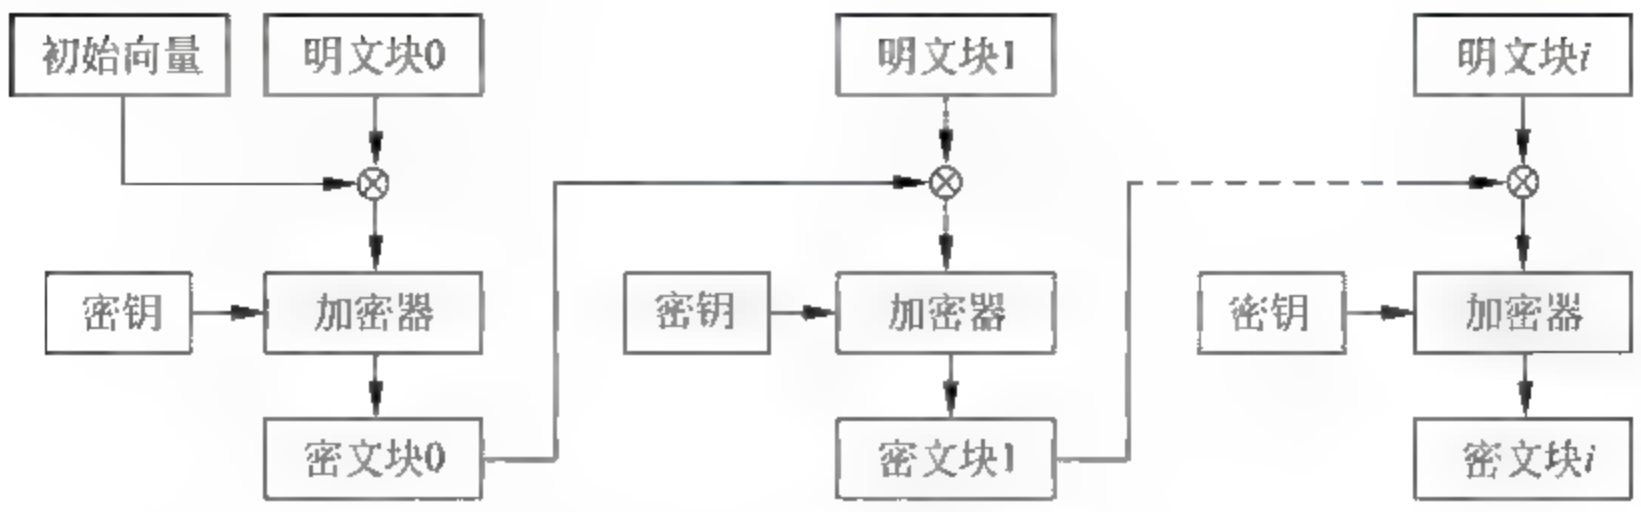 初始向量 明文块0 明文块1 明文块i
密钥 加密器 密钥 加密器 密钥 加密器
密文块0 密文块1 密文块i